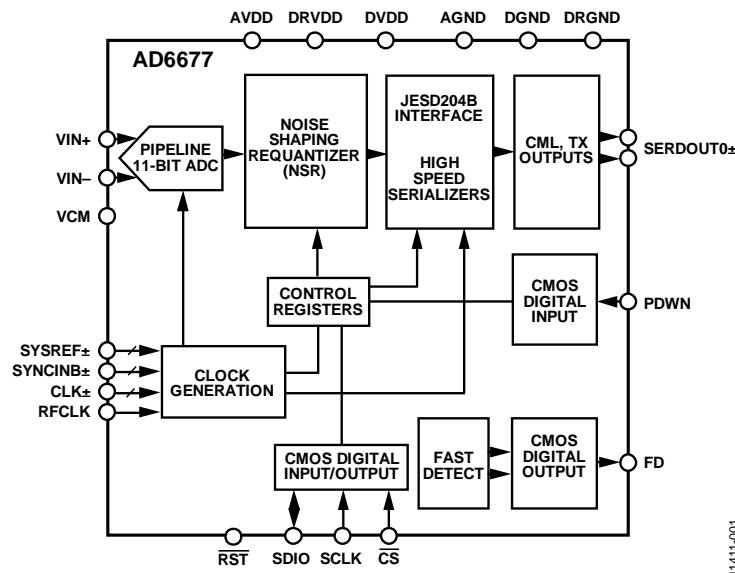 AVDD DRVDD DVDD AGND DGND DRGND
AD6677
VIN+
VIN–
VCM
PIPELINE
11-BIT ADC
NOISE
SHAPING
REQUANTIZER
(NSR)
JESD204B
INTERFACE
HIGH
SPEED
SERIALIZERS
CML, TX
OUTPUTS
SERDOUT0±
CONTROL
REGISTERS
CMOS
DIGITAL
INPUT
PDWN
SYSREF±
SYNCINB±
CLK±
RFCLK
CLOCK
GENERATION
CMOS DIGITAL
INPUT/OUTPUT
FAST
DETECT
CMOS
DIGITAL
OUTPUT
FD
RST SDIO SCLK CS
11411-001